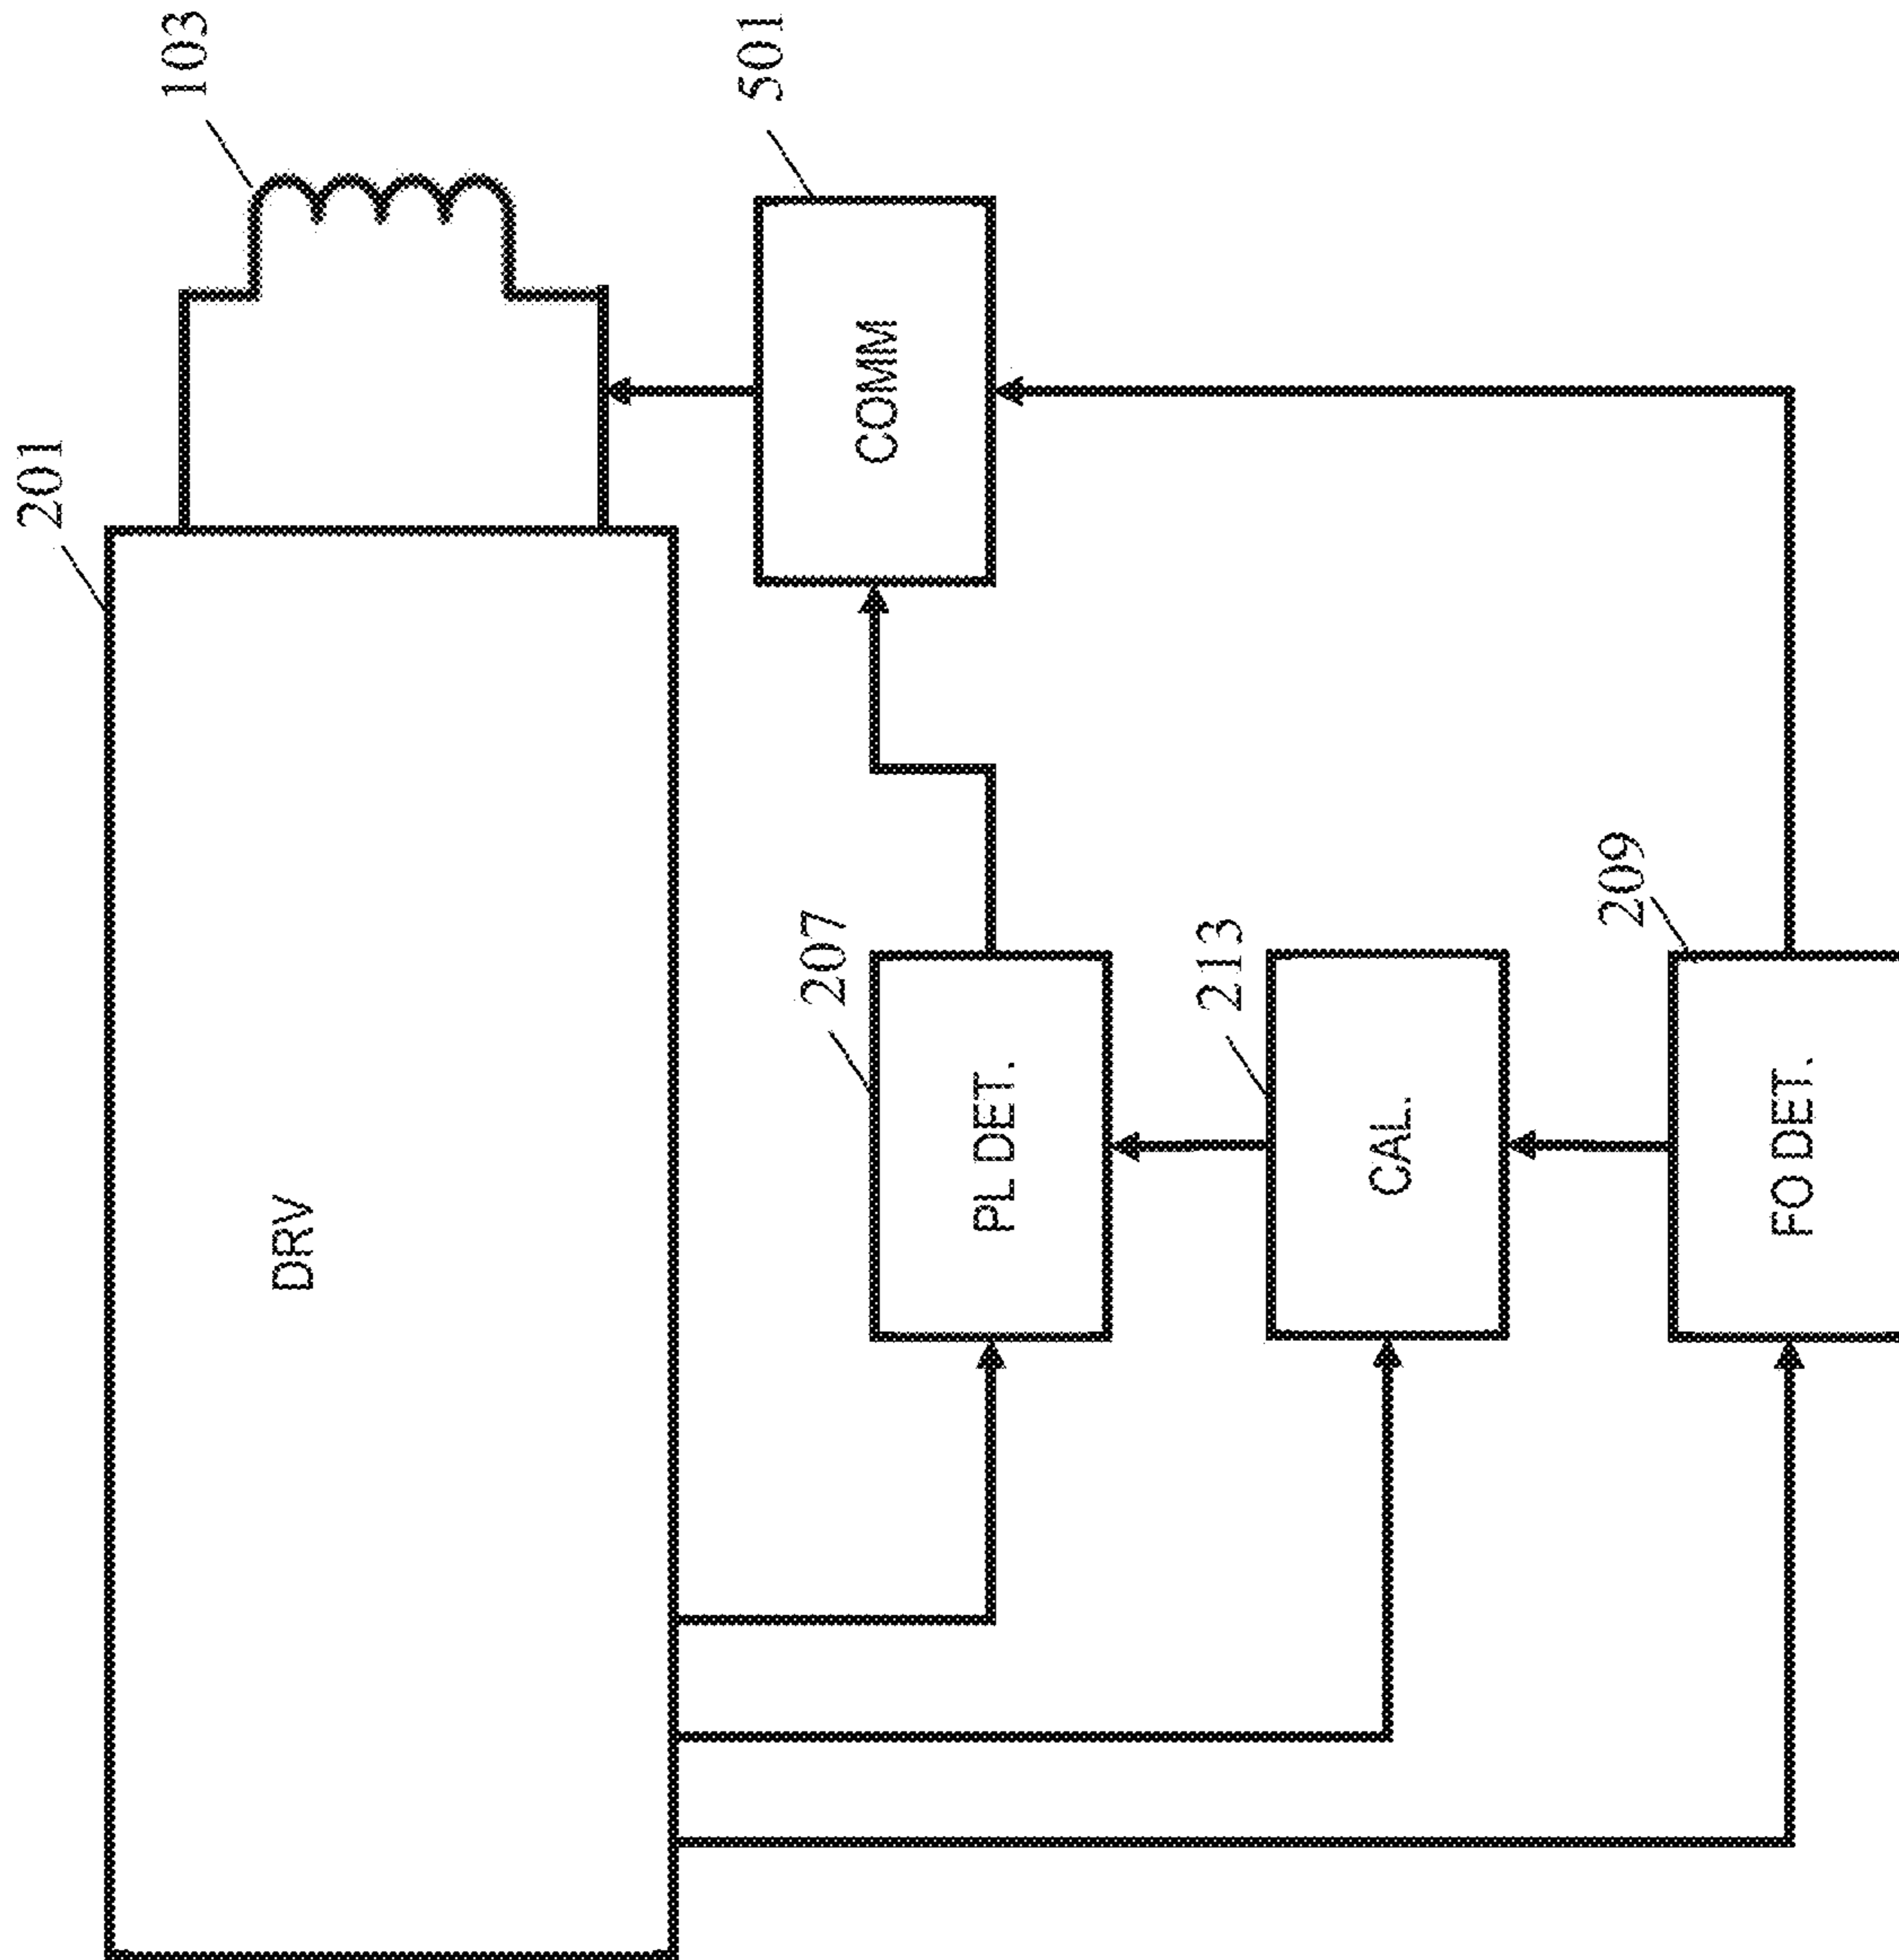 103
201
501
DRV
COMM
207
PL DET.
213
CAL.
209
FO DET.